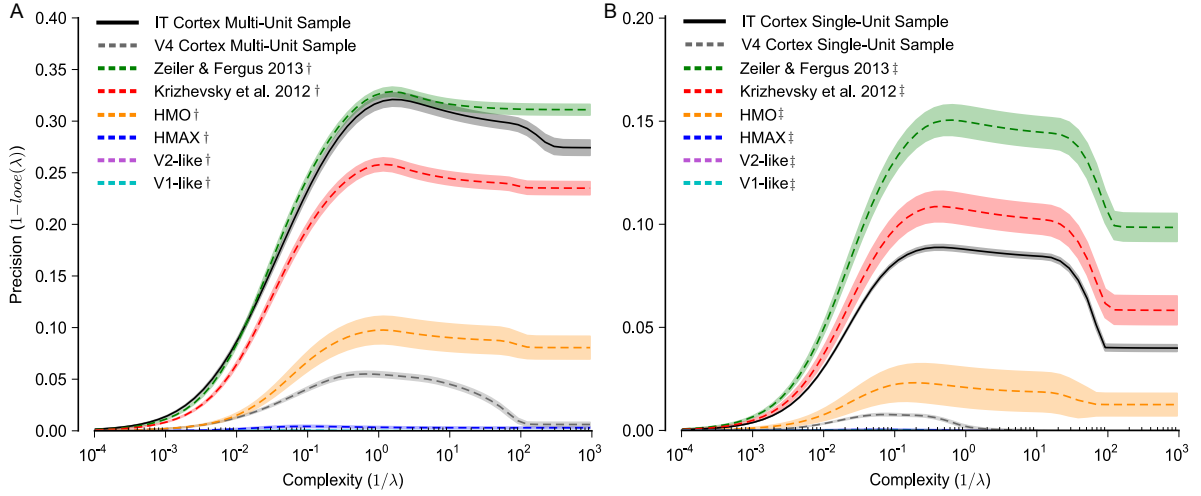 A
Precision (1−looe(λ))
0.40
0.35
0.30
0.25
0.20
0.15
0.10
0.05
0.00
IT Cortex Multi-Unit Sample
V4 Cortex Multi-Unit Sample
Zeiler & Fergus 2013 †
Krizhevsky et al. 2012 †
HMO †
HMAX †
V2-like †
V1-like †
10⁻⁴ 10⁻³ 10⁻² 10⁻¹ 10⁰ 10¹ 10² 10³
Complexity (1/λ)
B
0.20
0.15
0.10
0.05
0.00
IT Cortex Single-Unit Sample
V4 Cortex Single-Unit Sample
Zeiler & Fergus 2013 ‡
Krizhevsky et al. 2012 ‡
HMO ‡
HMAX ‡
V2-like ‡
V1-like ‡
10⁻⁴ 10⁻³ 10⁻² 10⁻¹ 10⁰ 10¹ 10² 10³
Complexity (1/λ)